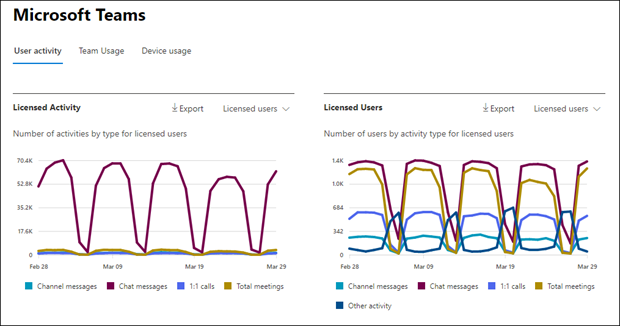 Microsoft Teams
User activity Team Usage Device usage
Licensed Activity Export Licensed users
Number of activities by type for licensed users
70.4K
52.8K
35.2K
17.6K
0
Feb 28 Mar 09 Mar 19 Mar 29
Channel messages Chat messages 1:1 calls Total meetings
Licensed Users Export Licensed users
Number of users by activity type for licensed users
1.4K
1.0K
684
342
0
Feb 28 Mar 09 Mar 19 Mar 29
Channel messages Chat messages 1:1 calls Total meetings
Other activity